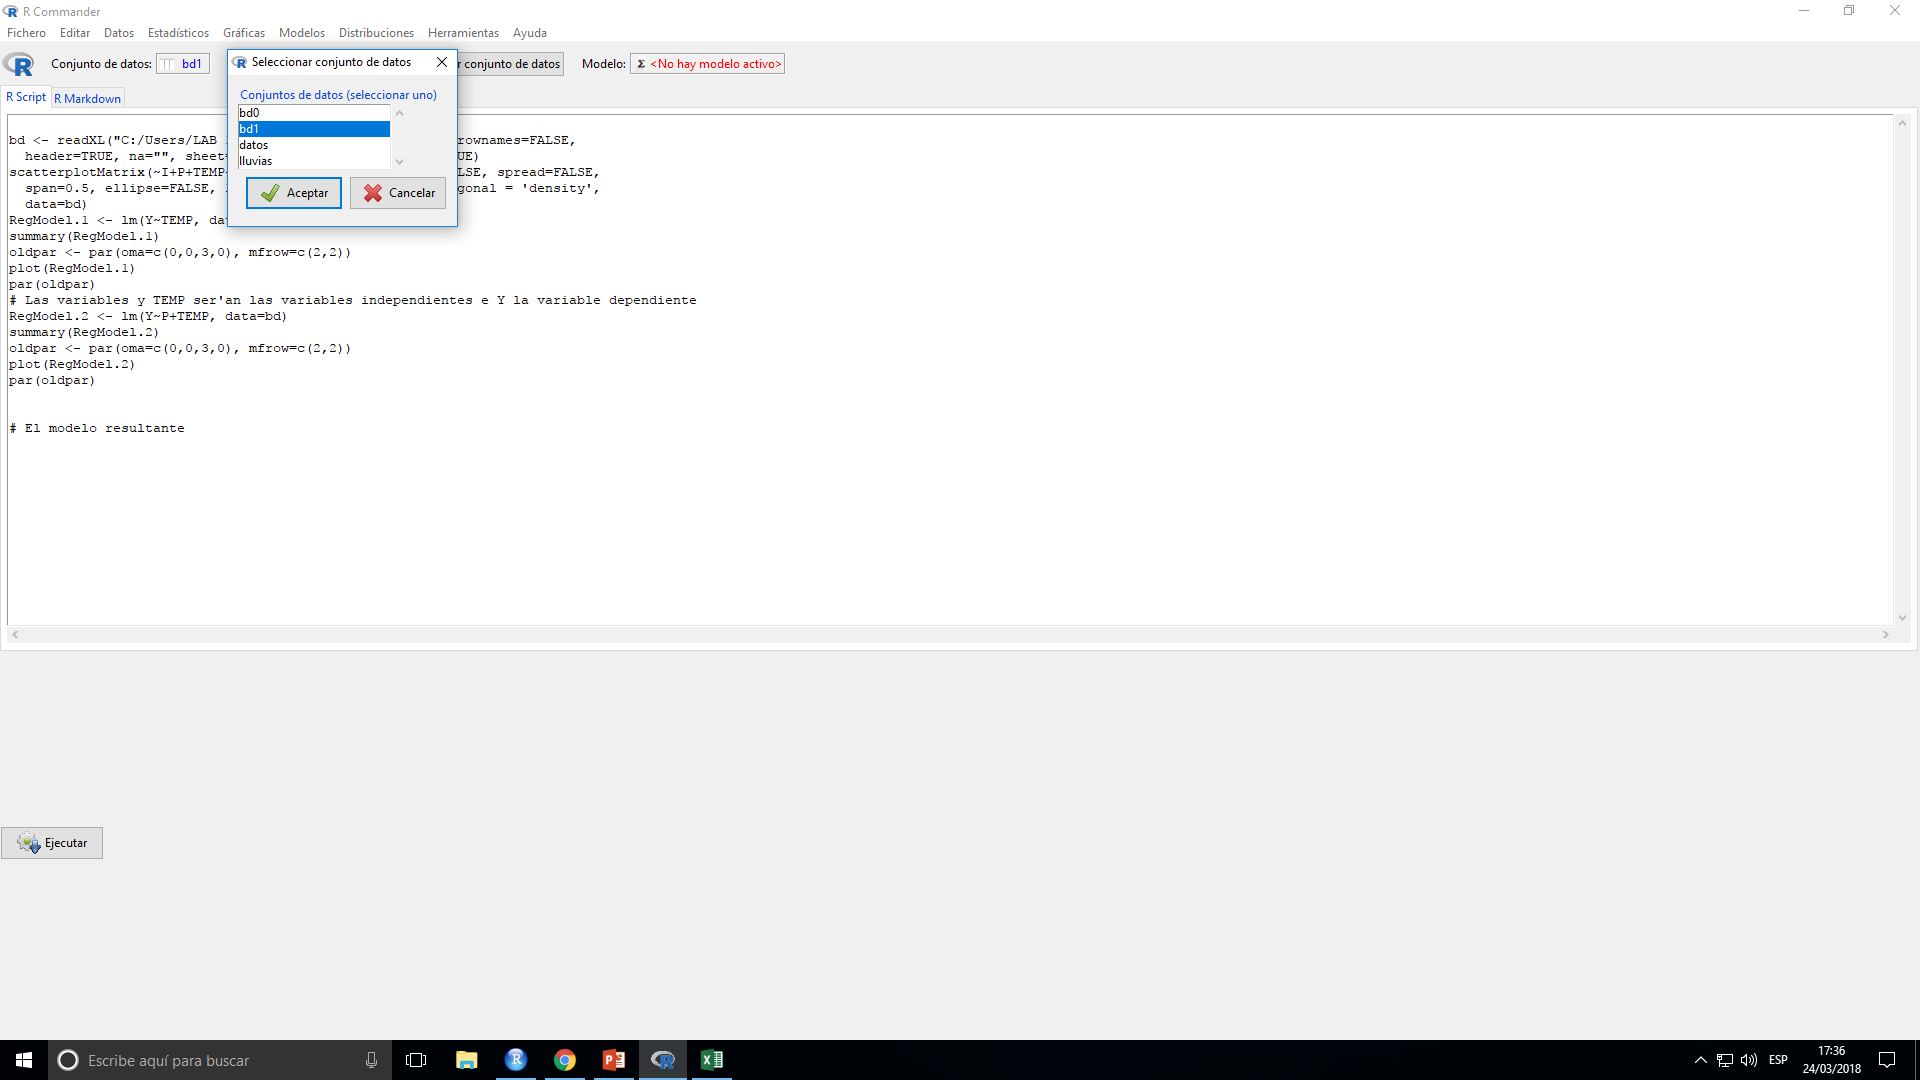 R Commander
Fichero Editar Datos Estadísticos Gráficas Modelos Distribuciones Herramientas Ayuda
Conjunto de datos: bd1 r conjunto de datos Modelo: Σ <No hay modelo activo>
Seleccionar conjunto de datos
Conjuntos de datos (seleccionar uno)
bd0
bd1
datos
lluvias
Aceptar Cancelar
R Script R Markdown
bd <- readXL("C:/Users/LAB rownames=FALSE,
header=TRUE, na="", sheet= UE)
scatterplotMatrix(~I+P+TEMP LSE, spread=FALSE,
span=0.5, ellipse=FALSE, gonal = 'density',
data=bd)
RegModel.1 <- lm(Y~TEMP, da
summary(RegModel.1)
oldpar <- par(oma=c(0,0,3,0), mfrow=c(2,2))
plot(RegModel.1)
par(oldpar)
# Las variables y TEMP ser'an las variables independientes e Y la variable dependiente
RegModel.2 <- lm(Y~P+TEMP, data=bd)
summary(RegModel.2)
oldpar <- par(oma=c(0,0,3,0), mfrow=c(2,2))
plot(RegModel.2)
par(oldpar)
# El modelo resultante
Ejecutar
Escribe aquí para buscar
ESP
17:36
24/03/2018